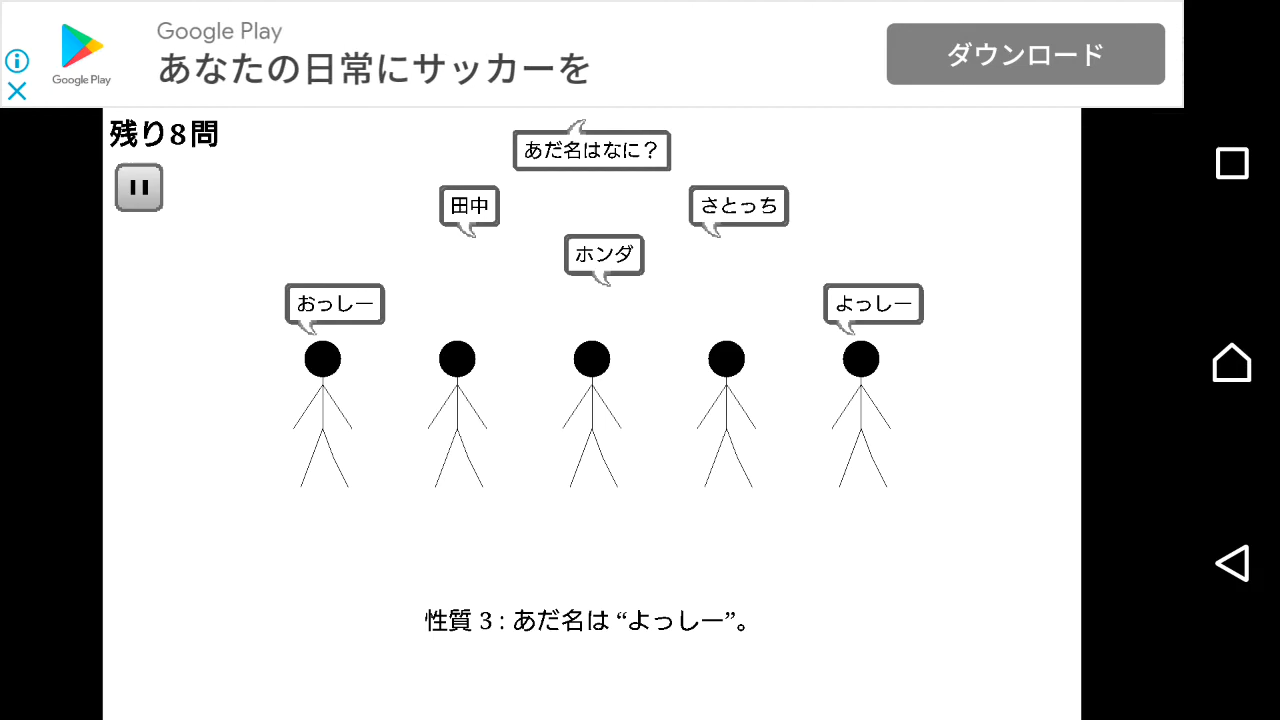 Google Play
あなたの日常にサッカーを
Google Play
ダウンロード
残り8問
あだ名はなに？
田中
さとっち
ホンダ
おっしー
よっしー
性質 3 : あだ名は “よっしー”。